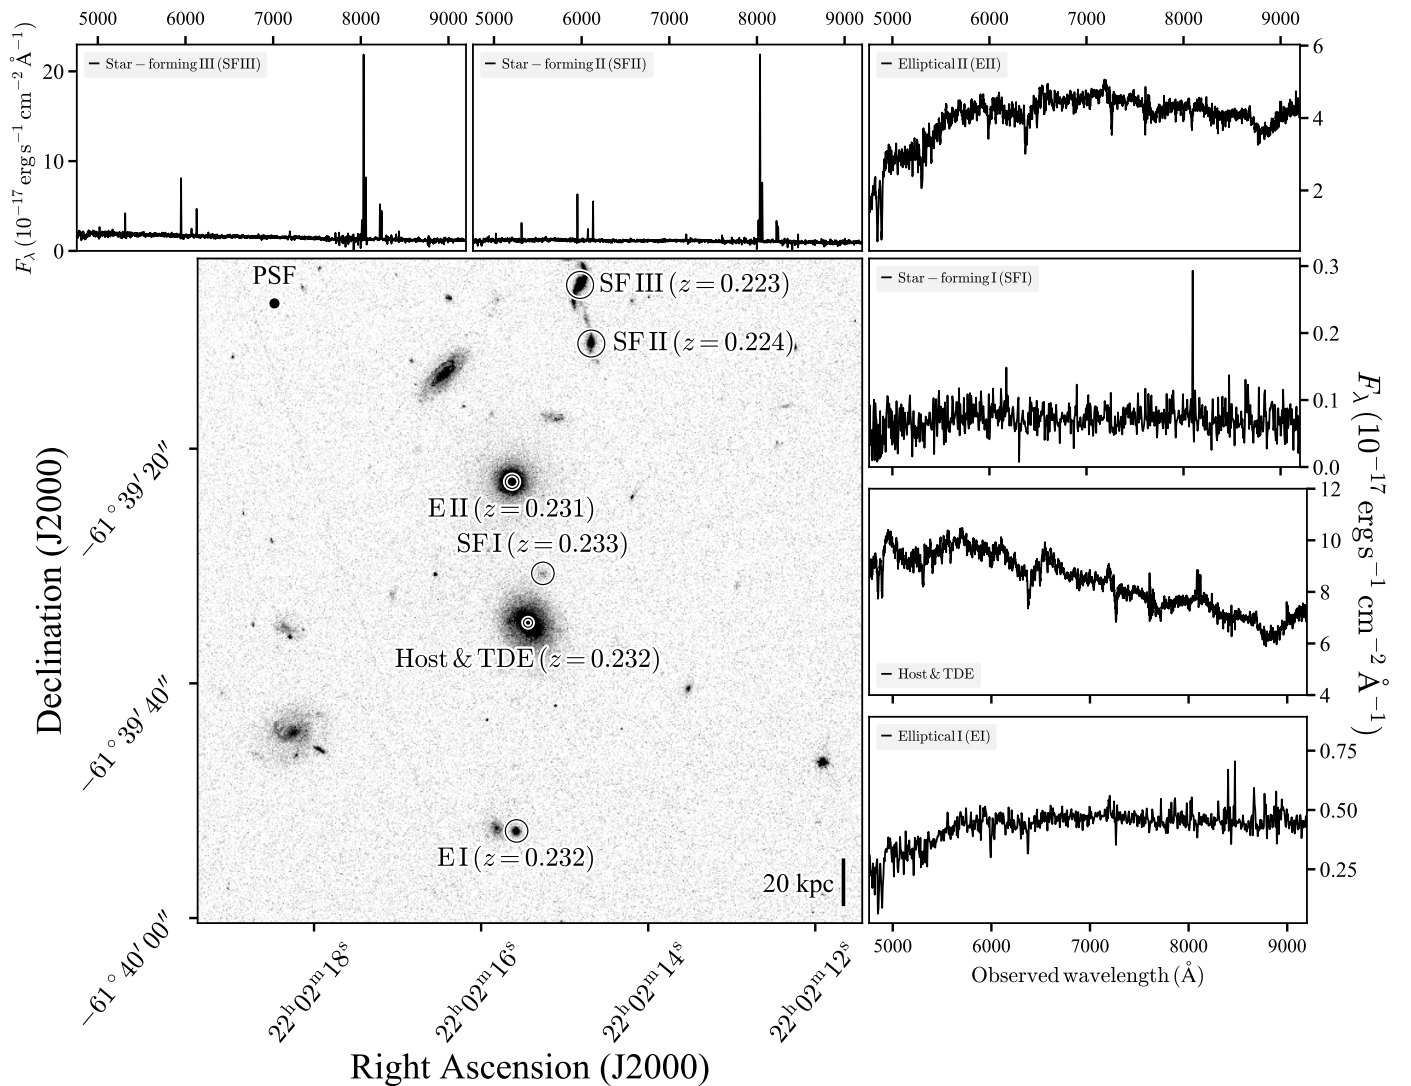 5000 6000 7000 8000 9000 5000 6000 7000 8000 9000 5000 6000 7000 8000 9000
Star – forming III (SFIII)
Star – forming II (SFII)
Elliptical II (EII)
F_λ (10⁻¹⁷ erg s⁻¹ cm⁻² Å⁻¹)
20
10
0
6
4
2
PSF
SF III (z = 0.223)
SF II (z = 0.224)
E II (z = 0.231)
SF I (z = 0.233)
Host & TDE (z = 0.232)
E I (z = 0.232)
20 kpc
Declination (J2000)
−61°39′20″
−61°39′40″
−61°40′00″
22ʰ02ᵐ18ˢ 22ʰ02ᵐ16ˢ 22ʰ02ᵐ14ˢ 22ʰ02ᵐ12ˢ
Right Ascension (J2000)
Star – forming I (SFI)
0.3
0.2
0.1
0.0
Host & TDE
12
10
8
6
4
Elliptical I (EI)
0.75
0.50
0.25
F_λ (10⁻¹⁷ erg s⁻¹ cm⁻² Å⁻¹)
5000 6000 7000 8000 9000
Observed wavelength (Å)